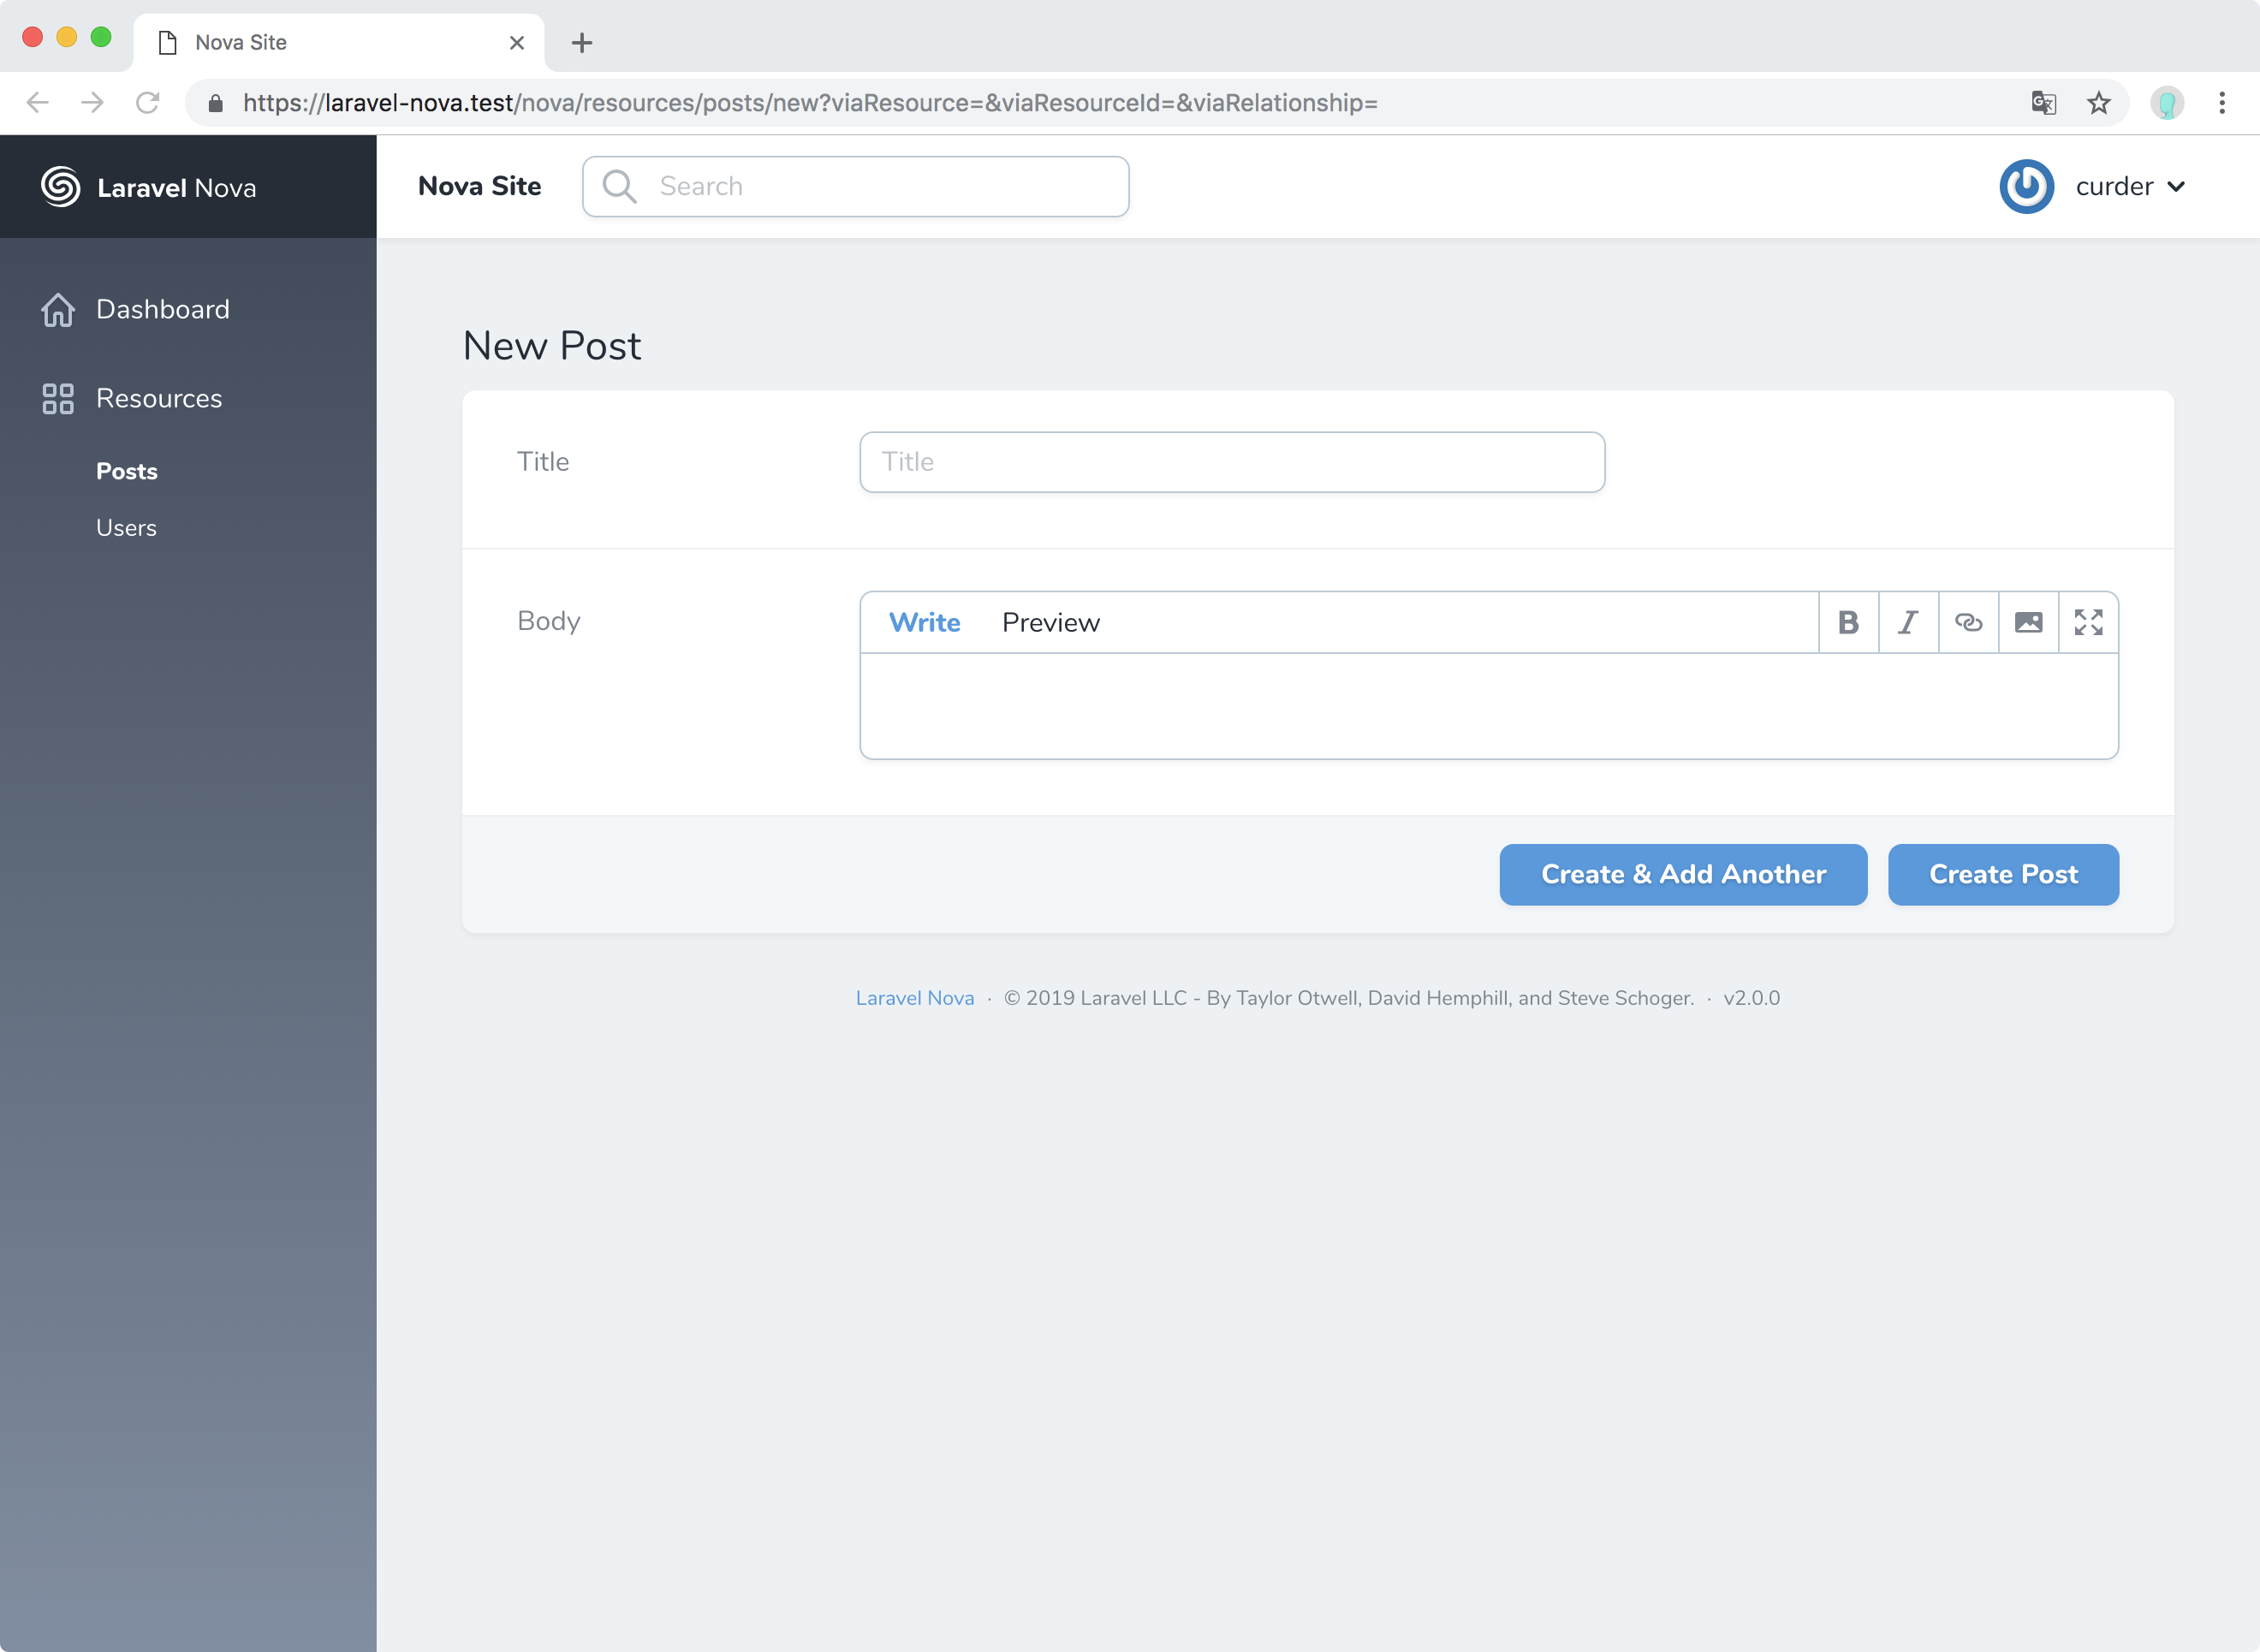 Nova Site
https://laravel-nova.test/nova/resources/posts/new?viaResource=&viaResourceId=&viaRelationship=
Laravel Nova
Nova Site
Search
curder
Dashboard
Resources
Posts
Users
New Post
Title
Title
Body
Write
Preview
B
I
Create & Add Another
Create Post
Laravel Nova · © 2019 Laravel LLC - By Taylor Otwell, David Hemphill, and Steve Schoger. · v2.0.0